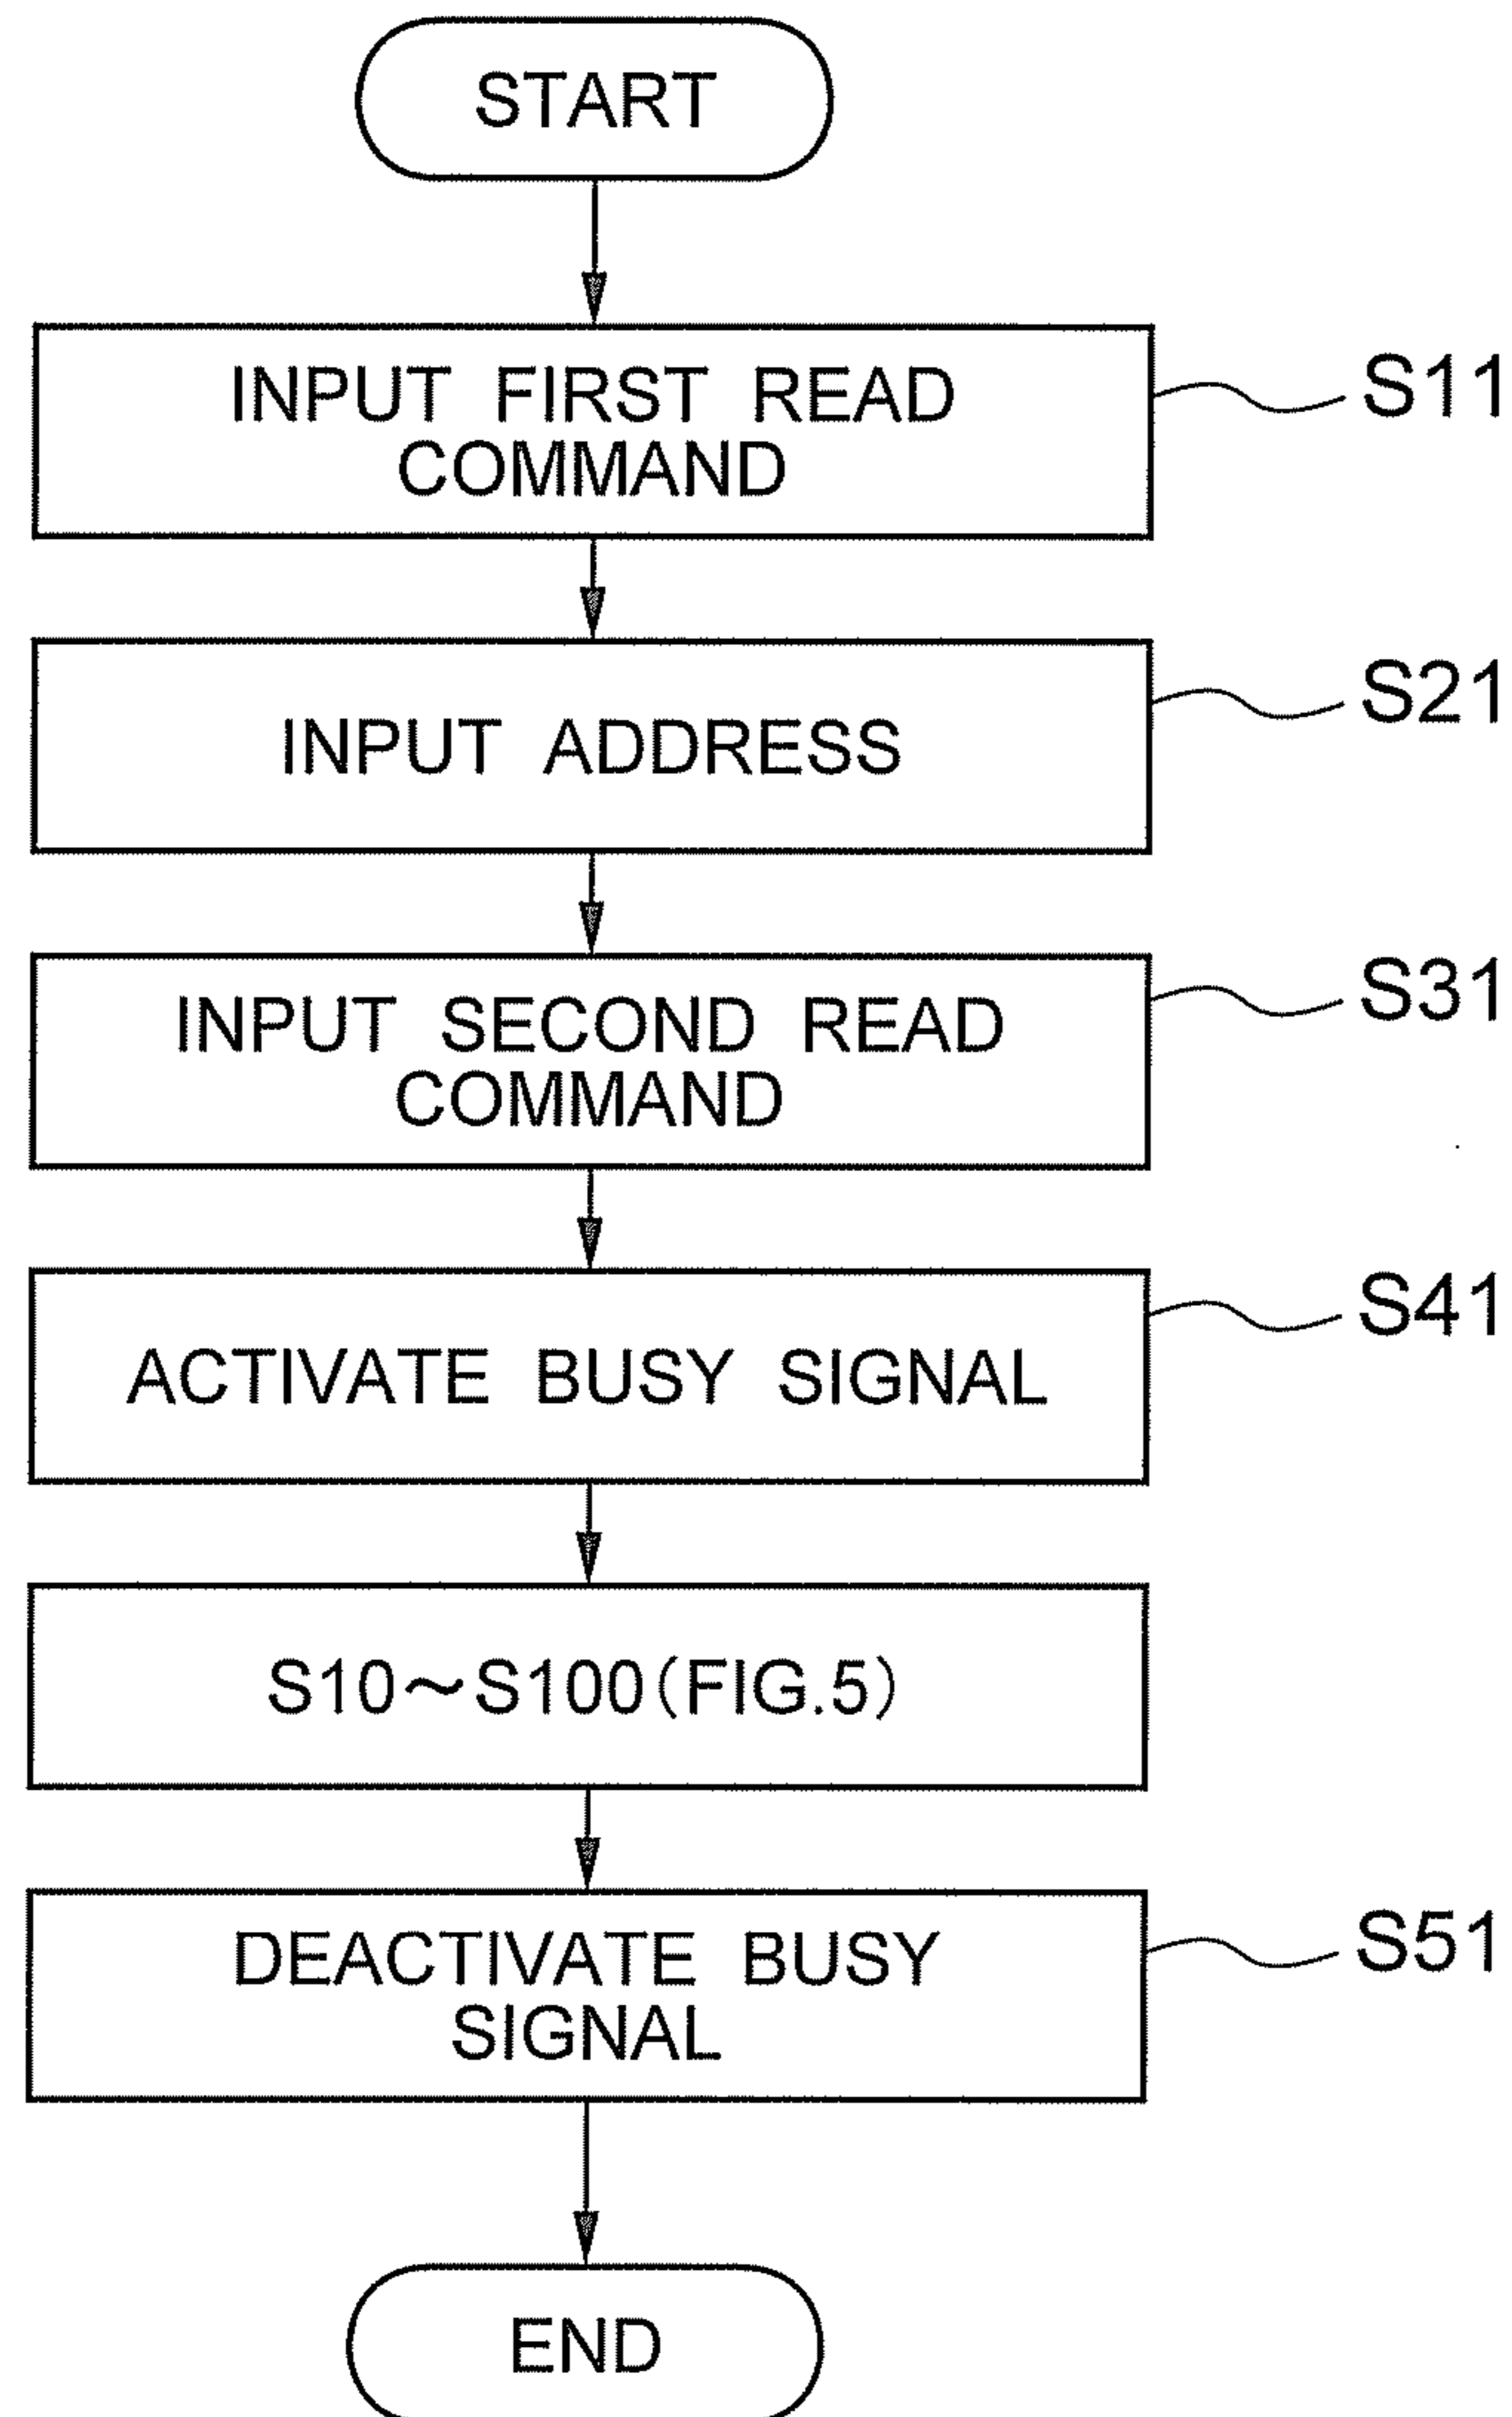 START
INPUT FIRST READ
COMMAND
S11
INPUT ADDRESS
S21
INPUT SECOND READ
COMMAND
S31
ACTIVATE BUSY SIGNAL
S41
S10～S100(FIG.5)
DEACTIVATE BUSY
SIGNAL
S51
END